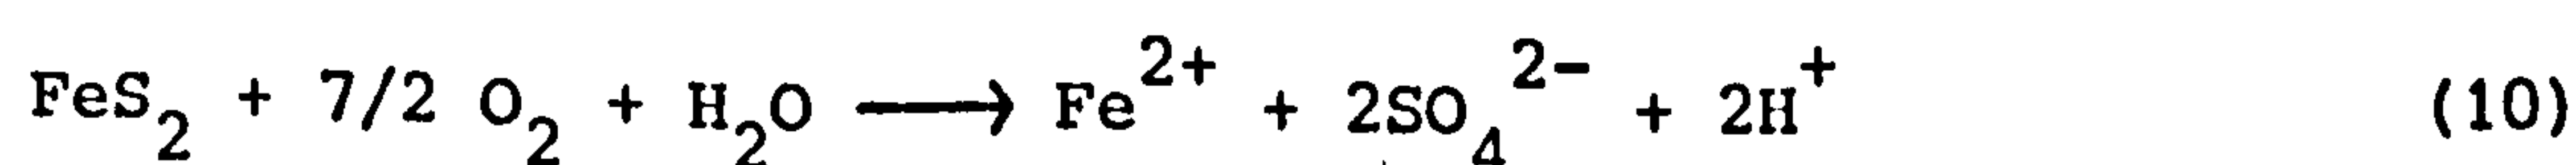 FeS₂ + 7/2 O₂ + H₂O ⟶ Fe²⁺ + 2SO₄²⁻ + 2H⁺ (10)